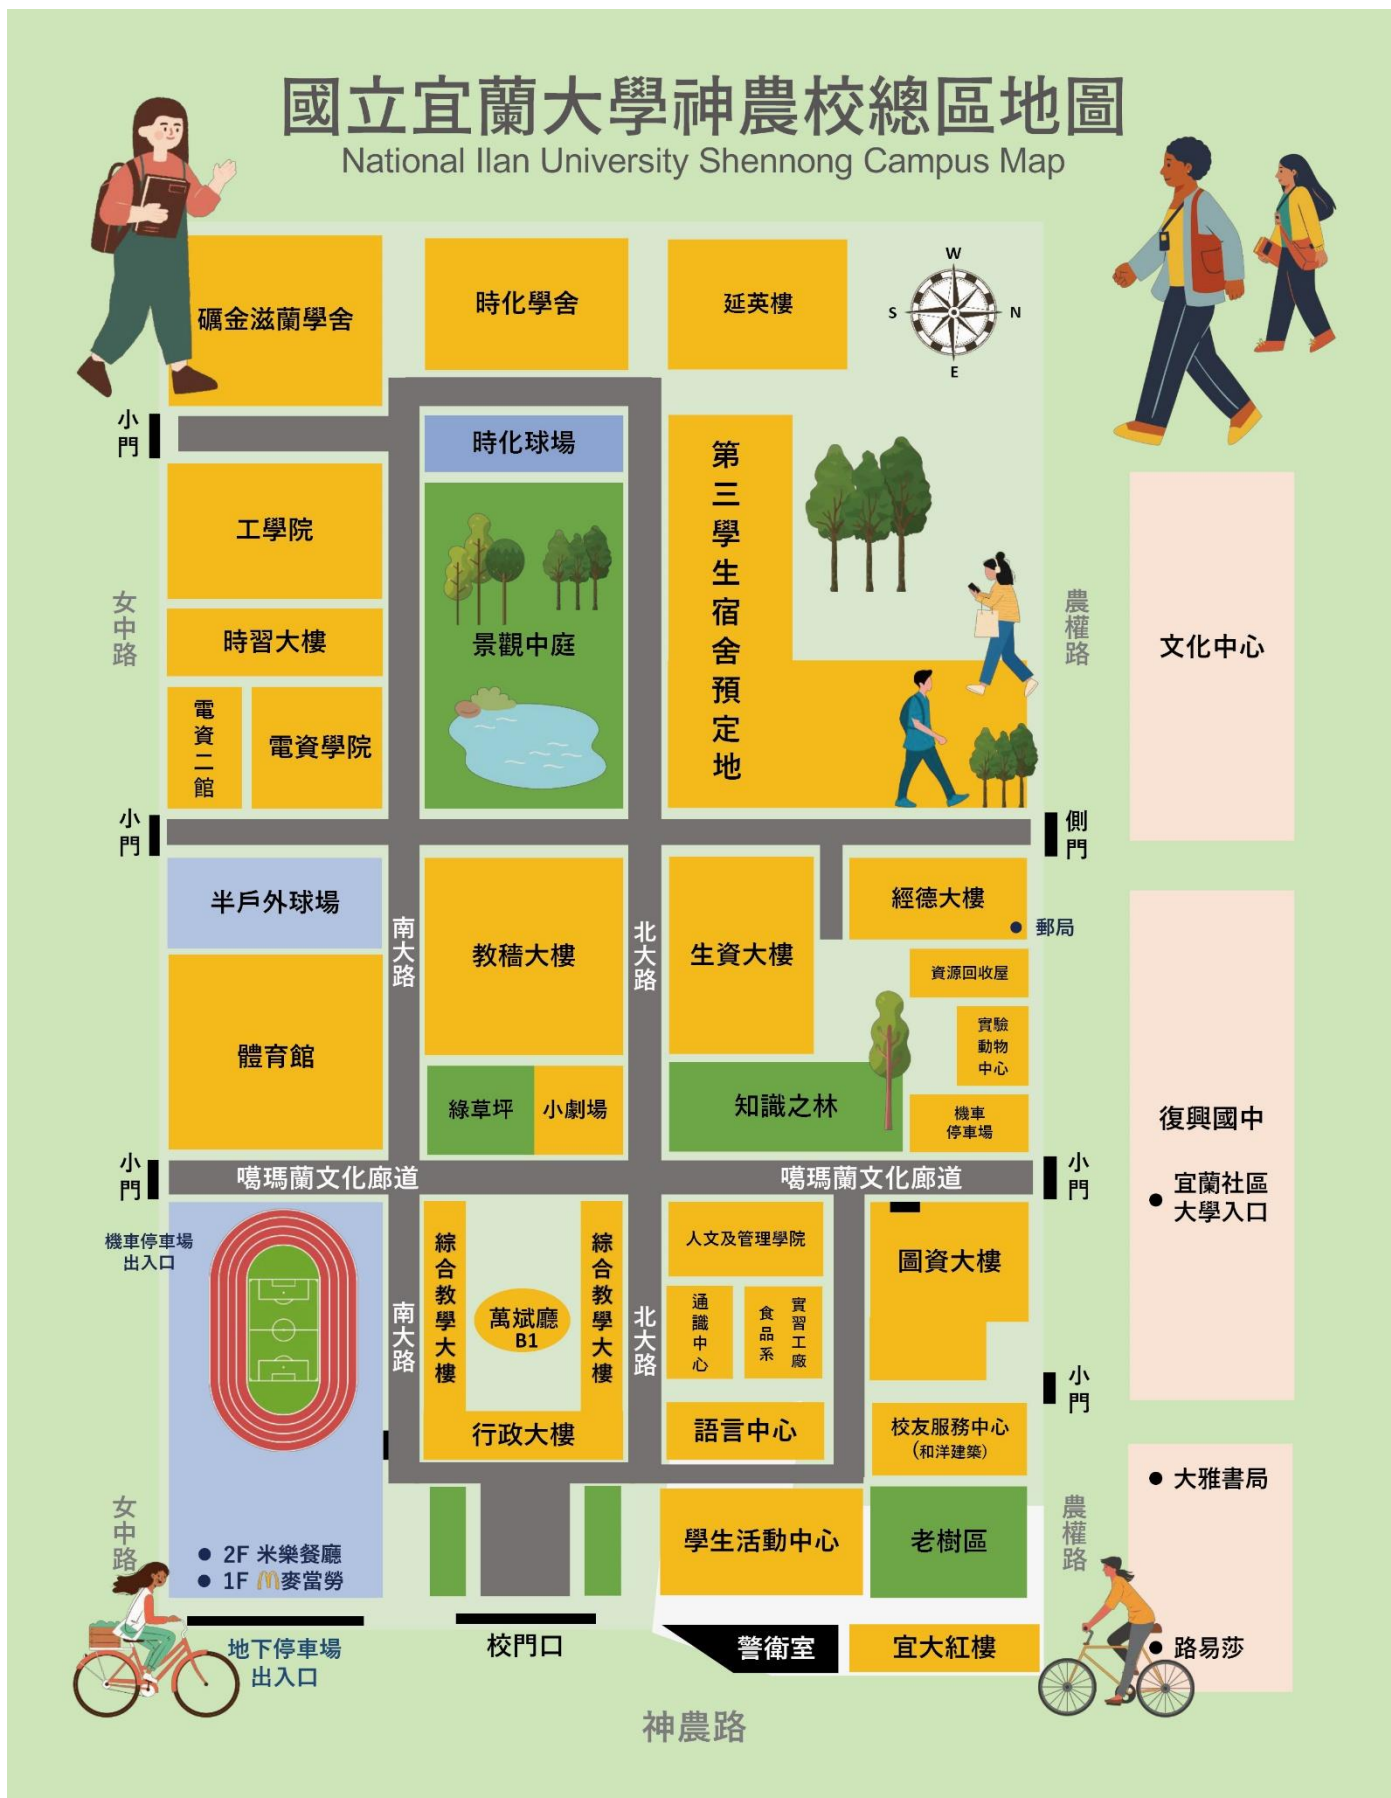 國立宜蘭大學神農校總區地圖
National Ilan University Shennong Campus Map
礪金滋蘭學舍
時化學舍
延英樓
W
S
N
E
小
門
時化球場
工學院
第
三
學
生
宿
舍
預
定
地
女
中
路
時習大樓
景觀中庭
農
權
路
文化中心
電
資
二
館
電資學院
小
門
側
門
半戶外球場
南
大
路
教穡大樓
北
大
路
生資大樓
經德大樓
郵局
資源回收屋
實驗
動物
中心
體育館
綠草坪
小劇場
知識之林
機車
停車場
復興國中
宜蘭社區
大學入口
小
門
噶瑪蘭文化廊道
噶瑪蘭文化廊道
小
門
機車停車場
出入口
綜
合
教
學
大
樓
萬斌廳
B1
綜
合
教
學
大
樓
人文及管理學院
圖資大樓
南
大
路
北
大
路
通
識
中
心
食
品
系
實
習
工
廠
小
門
行政大樓
語言中心
校友服務中心
(和洋建築)
大雅書局
女
中
路
學生活動中心
老樹區
農
權
路
2F 米樂餐廳
1F 麥當勞
地下停車場
出入口
校門口
警衛室
宜大紅樓
路易莎
神農路